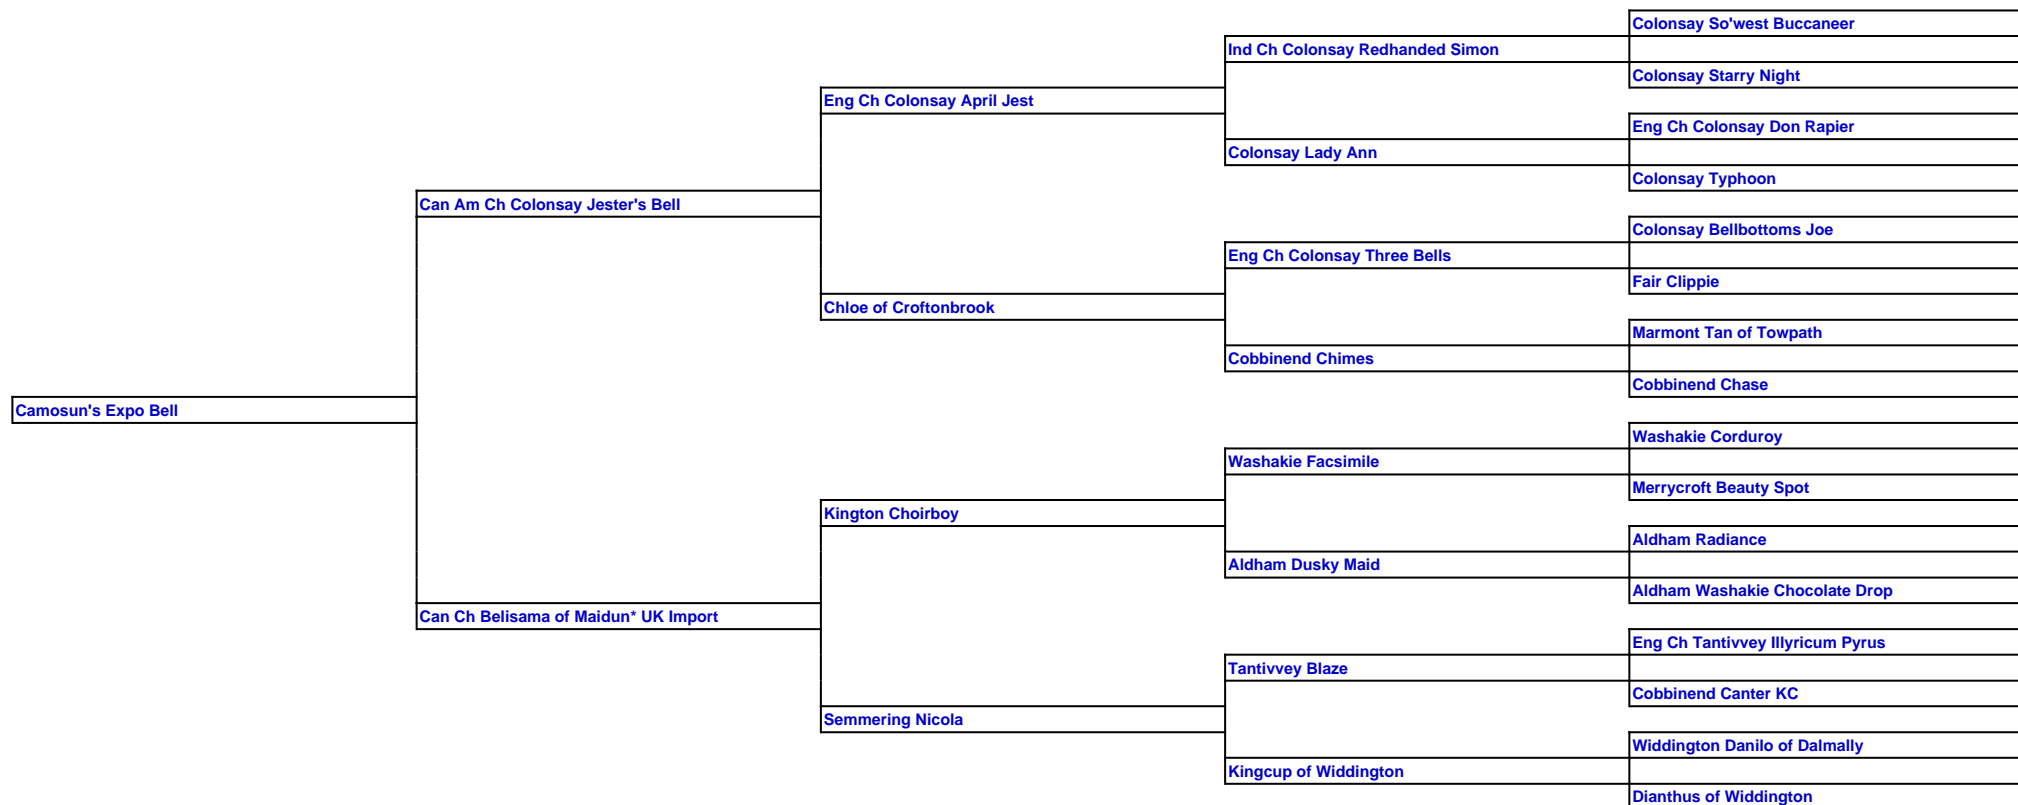 Colonsay So'west Buccaneer
Ind Ch Colonsay Redhanded Simon
Colonsay Starry Night
Eng Ch Colonsay April Jest
Eng Ch Colonsay Don Rapier
Colonsay Lady Ann
Colonsay Typhoon
Can Am Ch Colonsay Jester's Bell
Colonsay Bellbottoms Joe
Eng Ch Colonsay Three Bells
Fair Clippie
Chloe of Croftonbrook
Marmont Tan of Towpath
Cobbinend Chimes
Cobbinend Chase
Camosun's Expo Bell
Washakie Corduroy
Washakie Facsimile
Merrycroft Beauty Spot
Kington Choirboy
Aldham Radiance
Aldham Dusky Maid
Aldham Washakie Chocolate Drop
Can Ch Belisama of Maidun* UK Import
Eng Ch Tantivvey Illyricum Pyrus
Tantivvey Blaze
Cobbinend Canter KC
Semmering Nicola
Widdington Danilo of Dalmally
Kingcup of Widdington
Dianthus of Widdington